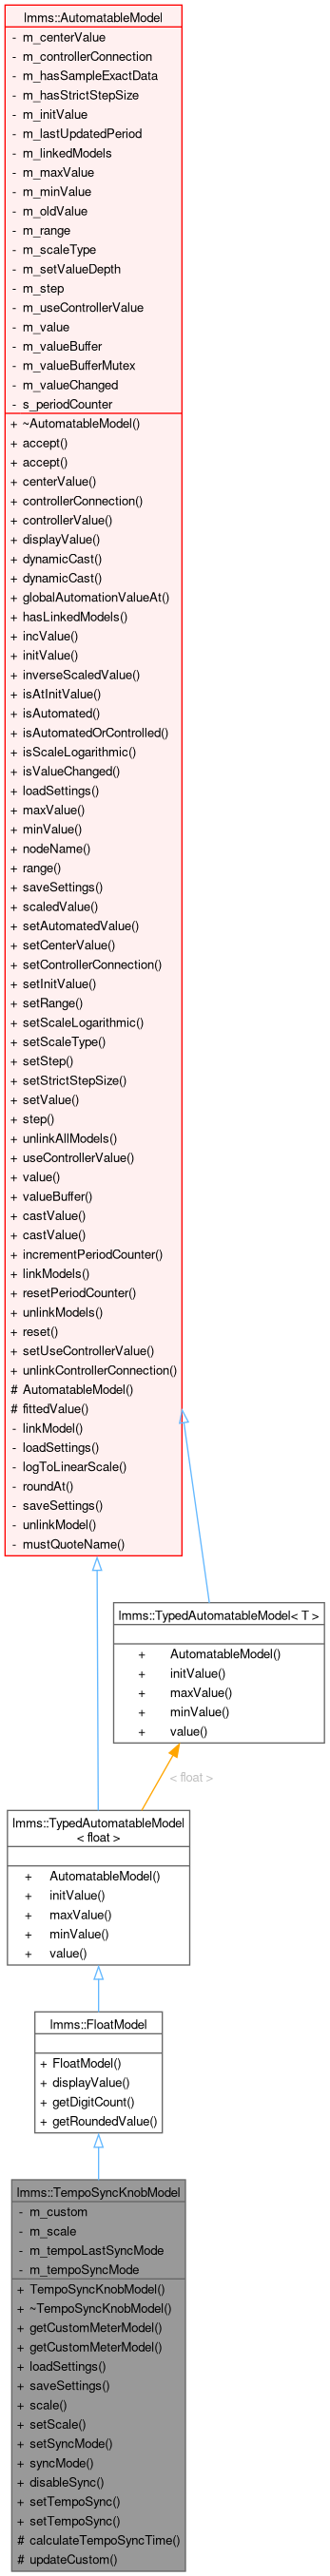 lmms::AutomatableModel
- m_centerValue
- m_controllerConnection
- m_hasSampleExactData
- m_hasStrictStepSize
- m_initValue
- m_lastUpdatedPeriod
- m_linkedModels
- m_maxValue
- m_minValue
- m_oldValue
- m_range
- m_scaleType
- m_setValueDepth
- m_step
- m_useControllerValue
- m_value
- m_valueBuffer
- m_valueBufferMutex
- m_valueChanged
- s_periodCounter
+ ~AutomatableModel()
+ accept()
+ accept()
+ centerValue()
+ controllerConnection()
+ controllerValue()
+ displayValue()
+ dynamicCast()
+ dynamicCast()
+ globalAutomationValueAt()
+ hasLinkedModels()
+ incValue()
+ initValue()
+ inverseScaledValue()
+ isAtInitValue()
+ isAutomated()
+ isAutomatedOrControlled()
+ isScaleLogarithmic()
+ isValueChanged()
+ loadSettings()
+ maxValue()
+ minValue()
+ nodeName()
+ range()
+ saveSettings()
+ scaledValue()
+ setAutomatedValue()
+ setCenterValue()
+ setControllerConnection()
+ setInitValue()
+ setRange()
+ setScaleLogarithmic()
+ setScaleType()
+ setStep()
+ setStrictStepSize()
+ setValue()
+ step()
+ unlinkAllModels()
+ useControllerValue()
+ value()
+ valueBuffer()
+ castValue()
+ castValue()
+ incrementPeriodCounter()
+ linkModels()
+ resetPeriodCounter()
+ unlinkModels()
+ reset()
+ setUseControllerValue()
+ unlinkControllerConnection()
# AutomatableModel()
# fittedValue()
- linkModel()
- loadSettings()
- logToLinearScale()
- roundAt()
- saveSettings()
- unlinkModel()
- mustQuoteName()
lmms::TypedAutomatableModel< T >
+ AutomatableModel()
+ initValue()
+ maxValue()
+ minValue()
+ value()
< float >
lmms::TypedAutomatableModel
< float >
+ AutomatableModel()
+ initValue()
+ maxValue()
+ minValue()
+ value()
lmms::FloatModel
+ FloatModel()
+ displayValue()
+ getDigitCount()
+ getRoundedValue()
lmms::TempoSyncKnobModel
- m_custom
- m_scale
- m_tempoLastSyncMode
- m_tempoSyncMode
+ TempoSyncKnobModel()
+ ~TempoSyncKnobModel()
+ getCustomMeterModel()
+ getCustomMeterModel()
+ loadSettings()
+ saveSettings()
+ scale()
+ setScale()
+ setSyncMode()
+ syncMode()
+ disableSync()
+ setTempoSync()
+ setTempoSync()
# calculateTempoSyncTime()
# updateCustom()